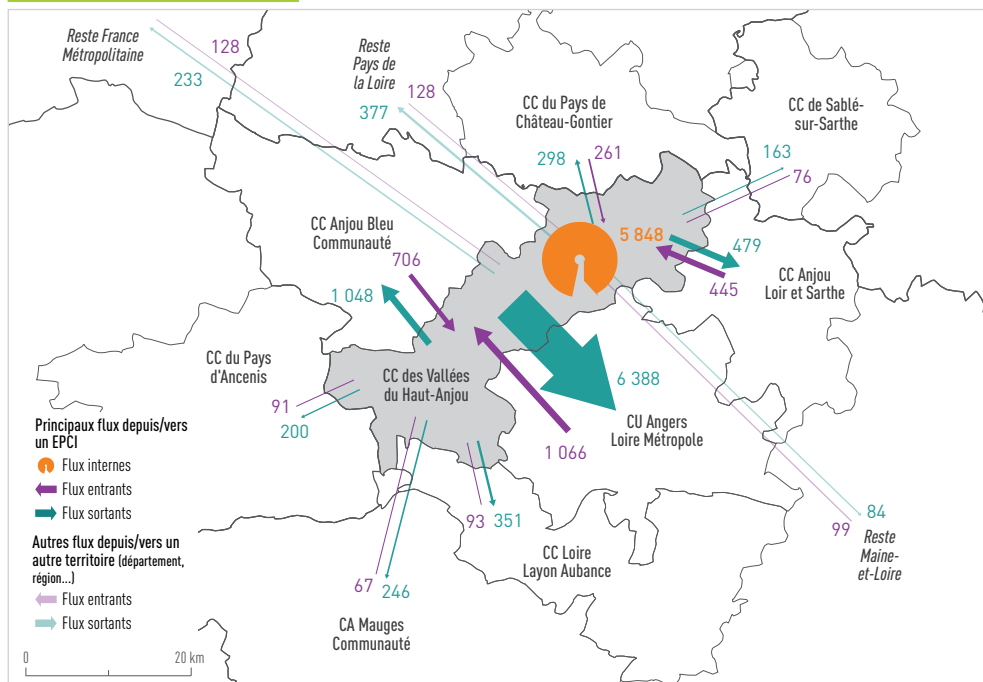 Reste France
Métropolitaine
128
233
Reste
Pays de
la Loire
128
377
CC du Pays de
Château-Gontier
298
261
CC de Sablé-
sur-Sarthe
163
76
CC Anjou Bleu
Communauté
706
1 048
5 848
479
445
CC Anjou
Loir et Sarthe
CC du Pays
d'Ancenis
91
200
CC des Vallées
du Haut-Anjou
6 388
CU Angers
Loire Métropole
1 066
Principaux flux depuis/vers
un EPCI
Flux internes
Flux entrants
Flux sortants
Autres flux depuis/vers un
autre territoire (département,
région...)
Flux entrants
Flux sortants
93
351
67
246
CC Loire
Layon Aubance
CA Mauges
Communauté
84
99
Reste
Maine-
et-Loire
0
20 km